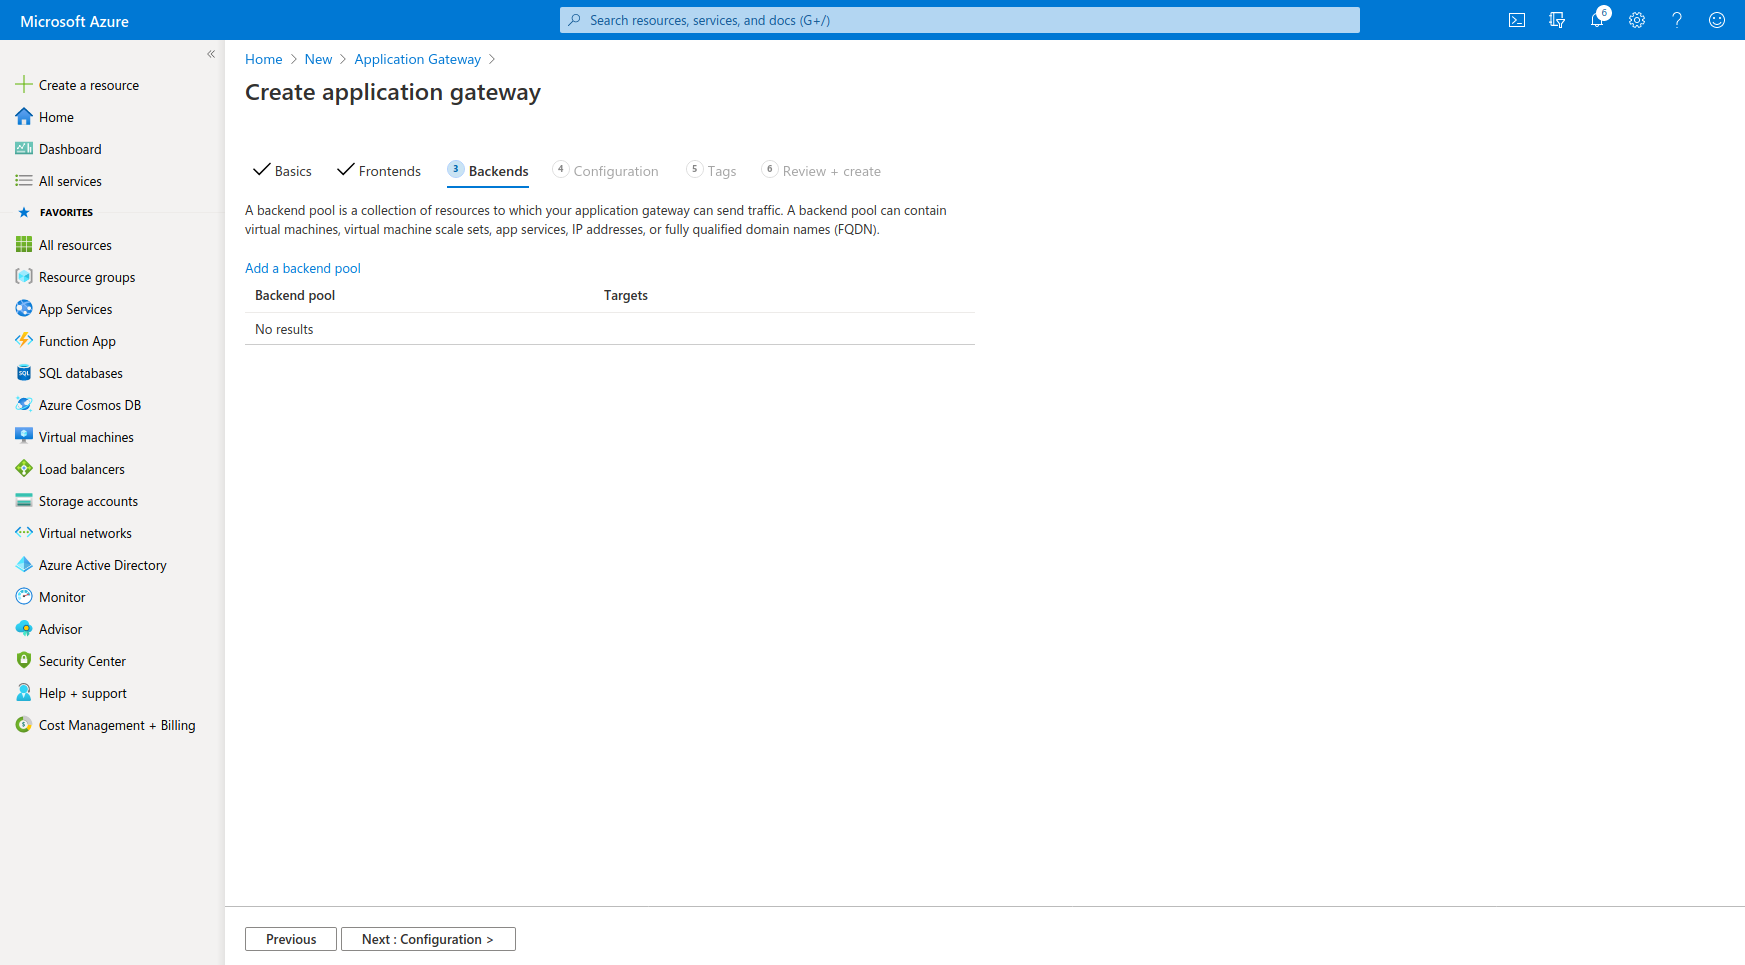 Microsoft Azure
Search resources, services, and docs (G+/)
6
Create a resource
Home
Dashboard
All services
FAVORITES
All resources
Resource groups
App Services
Function App
SQL databases
Azure Cosmos DB
Virtual machines
Load balancers
Storage accounts
Virtual networks
Azure Active Directory
Monitor
Advisor
Security Center
Help + support
Cost Management + Billing
Home > New > Application Gateway >
Create application gateway
Basics Frontends 3 Backends 4 Configuration 5 Tags 6 Review + create
A backend pool is a collection of resources to which your application gateway can send traffic. A backend pool can contain
virtual machines, virtual machine scale sets, app services, IP addresses, or fully qualified domain names (FQDN).
Add a backend pool
Backend pool Targets
No results
Previous Next : Configuration >